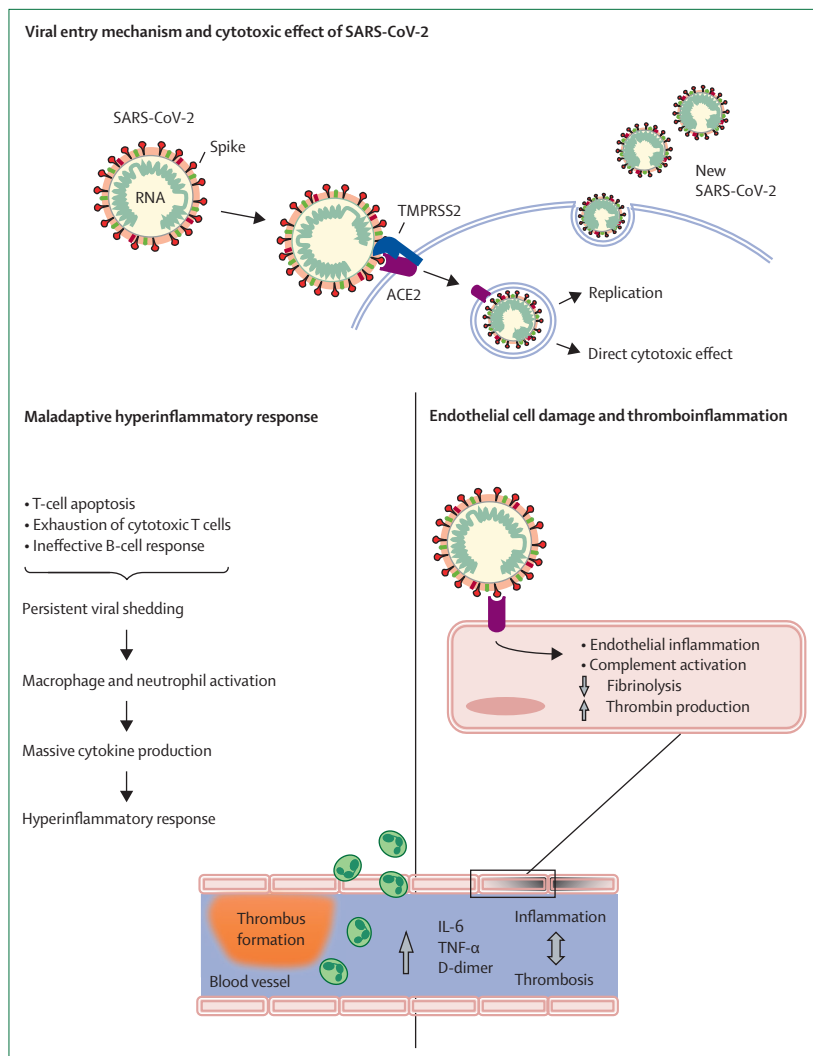 Viral entry mechanism and cytotoxic effect of SARS-CoV-2
SARS-CoV-2
Spike
RNA
New
SARS-CoV-2
TMPRSS2
ACE2
Replication
Direct cytotoxic effect
Maladaptive hyperinflammatory response
• T-cell apoptosis
• Exhaustion of cytotoxic T cells
• Ineffective B-cell response
Persistent viral shedding
Macrophage and neutrophil activation
Massive cytokine production
Hyperinflammatory response
Endothelial cell damage and thromboinflammation
• Endothelial inflammation
• Complement activation
Fibrinolysis
Thrombin production
Thrombus
formation
Blood vessel
IL-6
TNF-α
D-dimer
Inflammation
Thrombosis